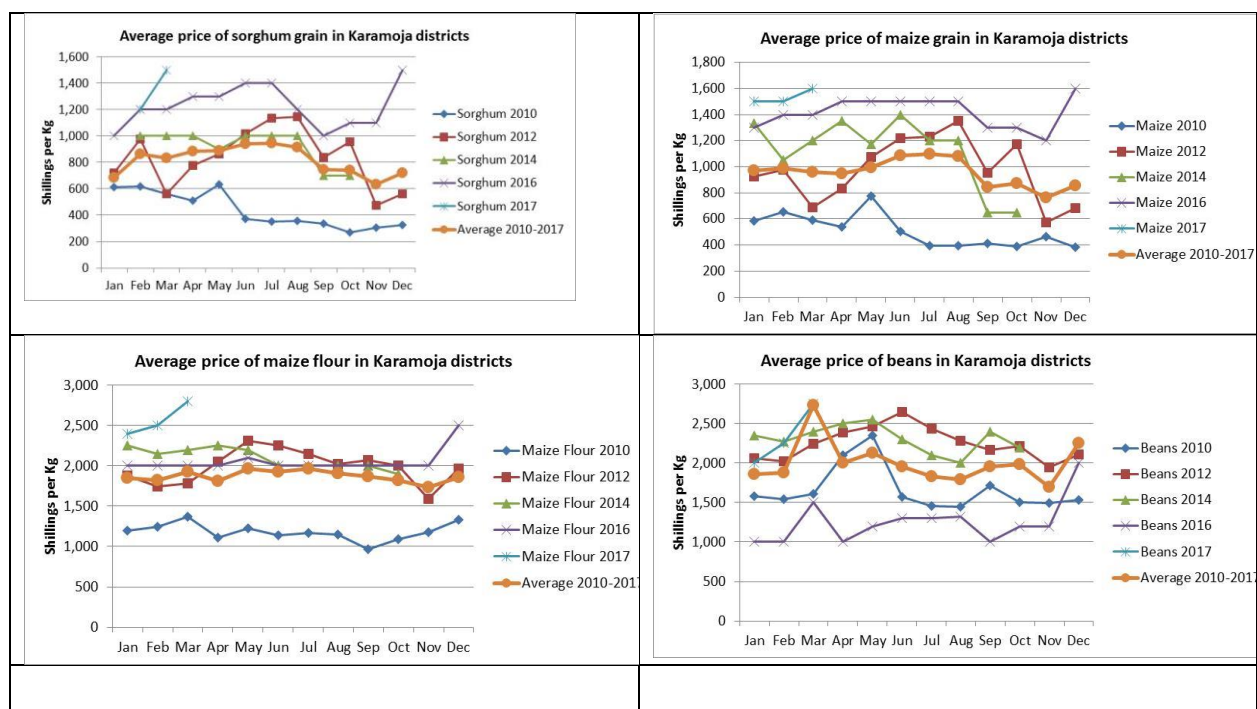 Average price of sorghum grain in Karamoja districts
Shillings per Kg
1,600
1,400
1,200
1,000
800
600
400
200
0
Jan Feb Mar Apr May Jun Jul Aug Sep Oct Nov Dec
Sorghum 2010
Sorghum 2012
Sorghum 2014
Sorghum 2016
Sorghum 2017
Average 2010-2017
Average price of maize grain in Karamoja districts
Shillings per Kg
1,800
1,600
1,400
1,200
1,000
800
600
400
200
0
Jan Feb Mar Apr May Jun Jul Aug Sep Oct Nov Dec
Maize 2010
Maize 2012
Maize 2014
Maize 2016
Maize 2017
Average 2010-2017
Average price of maize flour in Karamoja districts
Shillings per Kg
3,000
2,500
2,000
1,500
1,000
500
0
Jan Feb Mar Apr May Jun Jul Aug Sep Oct Nov Dec
Maize Flour 2010
Maize Flour 2012
Maize Flour 2014
Maize Flour 2016
Maize Flour 2017
Average 2010-2017
Average price of beans in Karamoja districts
Shillings per Kg
3,000
2,500
2,000
1,500
1,000
500
0
Jan Feb Mar Apr May Jun Jul Aug Sep Oct Nov Dec
Beans 2010
Beans 2012
Beans 2014
Beans 2016
Beans 2017
Average 2010-2017